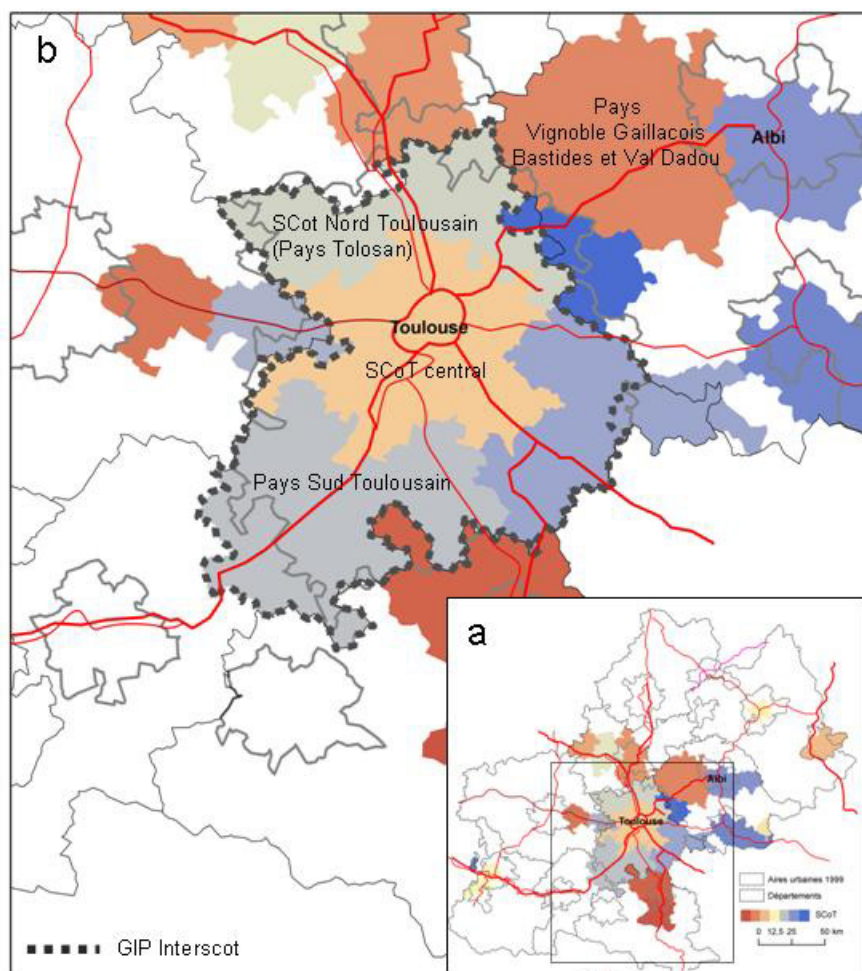 b
Pays
Vignoble Gaillacois
Bastides et Val Dadou
Albi
SCot Nord Toulousain
(Pays Tolosan)
Toulouse
SCoT central
Pays Sud Toulousain
GIP Interscot
a
Albi
Toulouse
Aires urbaines 1999
Départements
SCoT
0 12,5 25 50 km